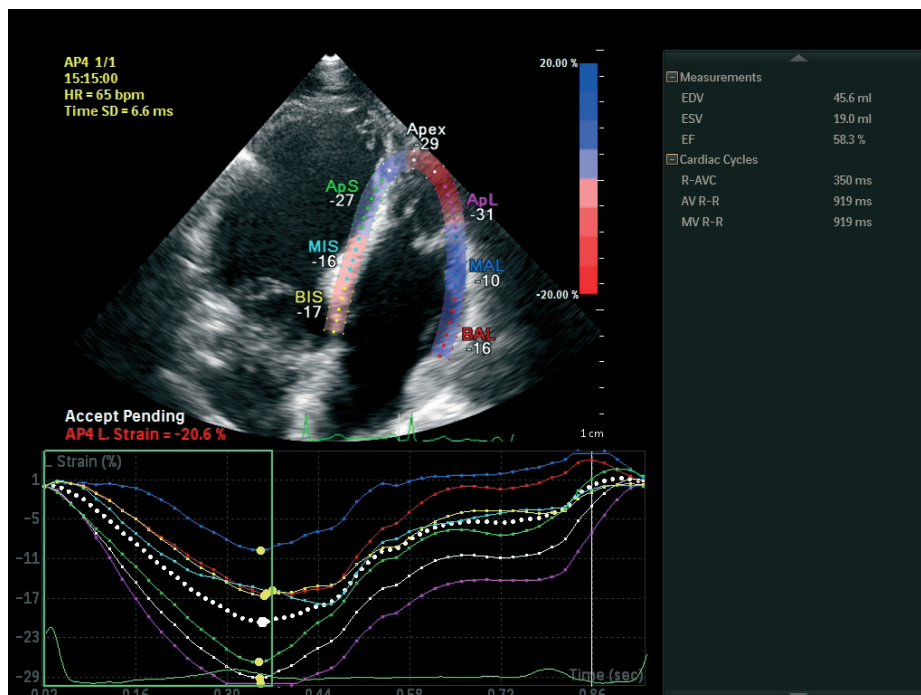 AP4 1/1
15:15:00
HR = 65 bpm
Time SD = 6.6 ms
20.00 %
-20.00 %
1 cm
Apex
-29
ApS
-27
ApL
-31
MIS
-16
MAL
-10
BIS
-17
BAL
-16
Accept Pending
AP4 L. Strain = -20.6 %
Measurements
EDV 45.6 ml
ESV 19.0 ml
EF 58.3 %
Cardiac Cycles
R-AVC 350 ms
AV R-R 919 ms
MV R-R 919 ms
L Strain (%)
1
-5
-11
-17
-23
-29
Time (sec)
0.02 0.16 0.30 0.44 0.58 0.72 0.86